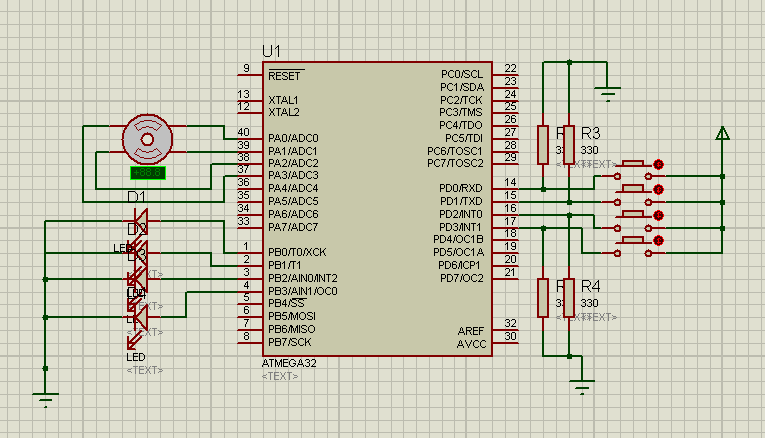 U1
9 RESET
13 XTAL1
12 XTAL2
40 PA0/ADC0
39 PA1/ADC1
38 PA2/ADC2
37 PA3/ADC3
36 PA4/ADC4
35 PA5/ADC5
34 PA6/ADC6
33 PA7/ADC7
1 PB0/T0/XCK
2 PB1/T1
3 PB2/AIN0/INT2
4 PB3/AIN1/OC0
5 PB4/SS
6 PB5/MOSI
7 PB6/MISO
8 PB7/SCK
PC0/SCL 22
PC1/SDA 23
PC2/TCK 24
PC3/TMS 25
PC4/TDO 26
PC5/TDI 27
PC6/TOSC1 28
PC7/TOSC2 29
PD0/RXD 14
PD1/TXD 15
PD2/INT0 16
PD3/INT1 17
PD4/OC1B 18
PD5/OC1A 19
PD6/ICP1 20
PD7/OC2 21
AREF 32
AVCC 30
ATMEGA32
<TEXT>
+88.8
D1
LED
<TEXT>
R3
330
R4
330